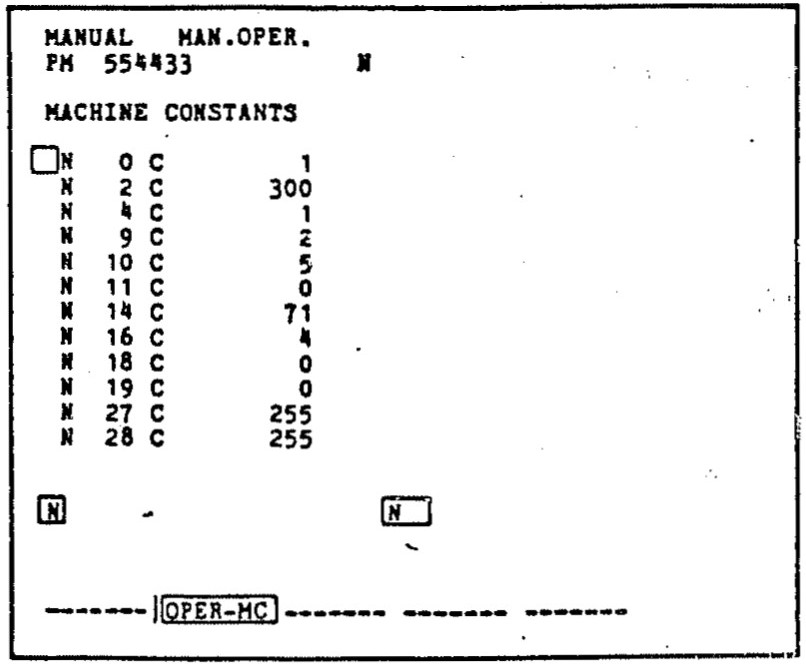 MANUAL MAN.OPER.
PM 554433 N
MACHINE CONSTANTS
N 0 C 1
N 2 C 300
N 4 C 1
N 9 C 2
N 10 C 5
N 11 C 0
N 14 C 71
N 16 C 4
N 18 C 0
N 19 C 0
N 27 C 255
N 28 C 255
N N
OPER-MC